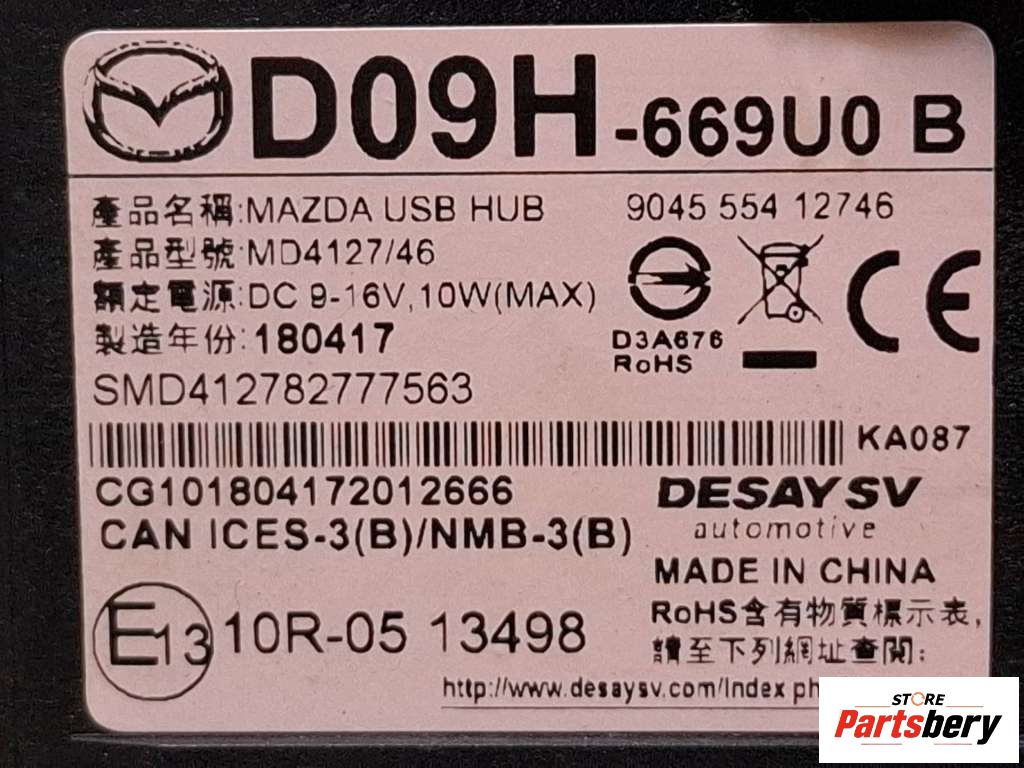 D09H-669U0 B
產品名稱:MAZDA USB HUB 9045 554 12746
產品型號:MD4127/46
額定電源:DC 9-16V,10W(MAX)
製造年份:180417
D3A676
RoHS
CE
SMD412782777563
KA087
CG101804172012666
DESAY SV
automotive
CAN ICES-3(B)/NMB-3(B)
MADE IN CHINA
E13 10R-05 13498
RoHS含有物質標示表,
請至下列網址查閱:
http://www.desaysv.com/Index
STORE
Partsbery